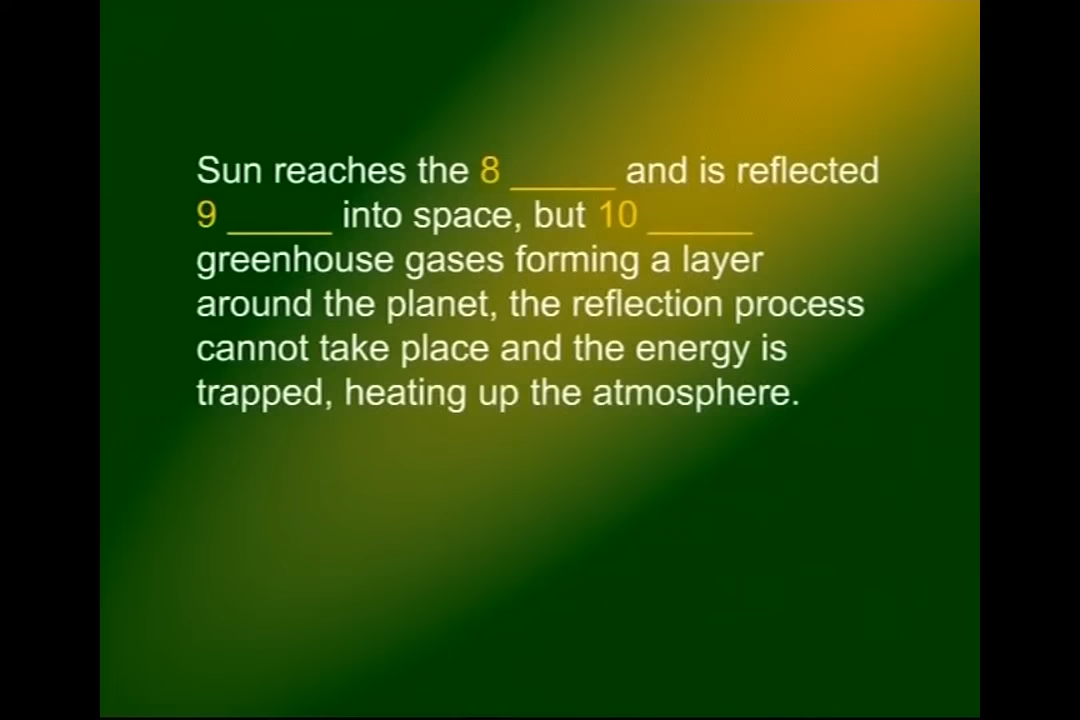 Sun reaches the 8 _____ and is reflected
9 _____ into space, but 10 _____
greenhouse gases forming a layer
around the planet, the reflection process
cannot take place and the energy is
trapped, heating up the atmosphere.